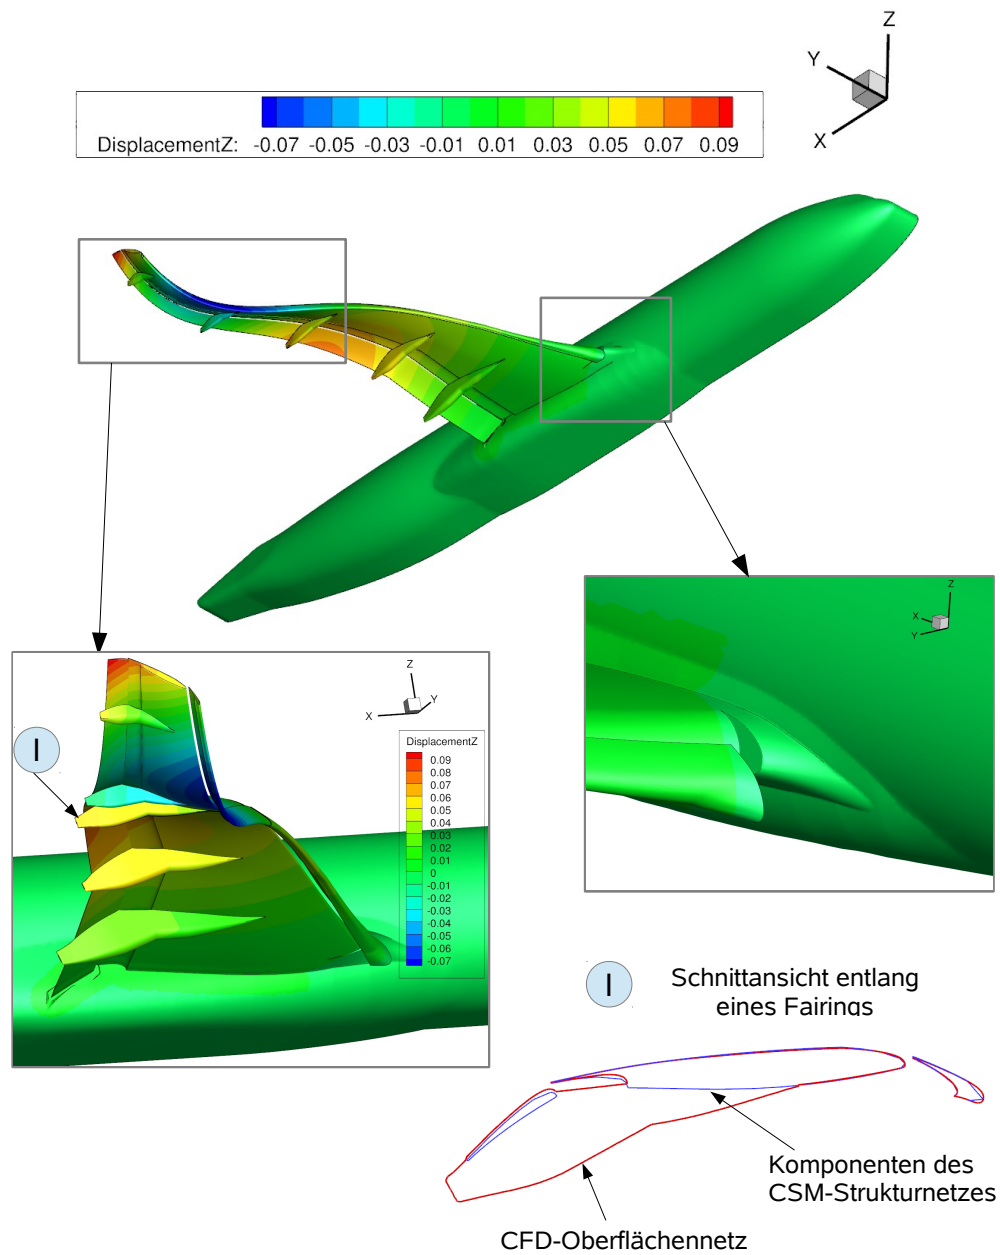 Z
Y
X
DisplacementZ: -0.07 -0.05 -0.03 -0.01 0.01 0.03 0.05 0.07 0.09
Z
X
Y
Z
Y
X
I
DisplacementZ
0.09
0.08
0.07
0.06
0.05
0.04
0.03
0.02
0.01
0
-0.01
-0.02
-0.03
-0.04
-0.05
-0.06
-0.07
I
Schnittansicht entlang
eines Fairings
Komponenten des
CSM-Strukturnetzes
CFD-Oberflächennetz